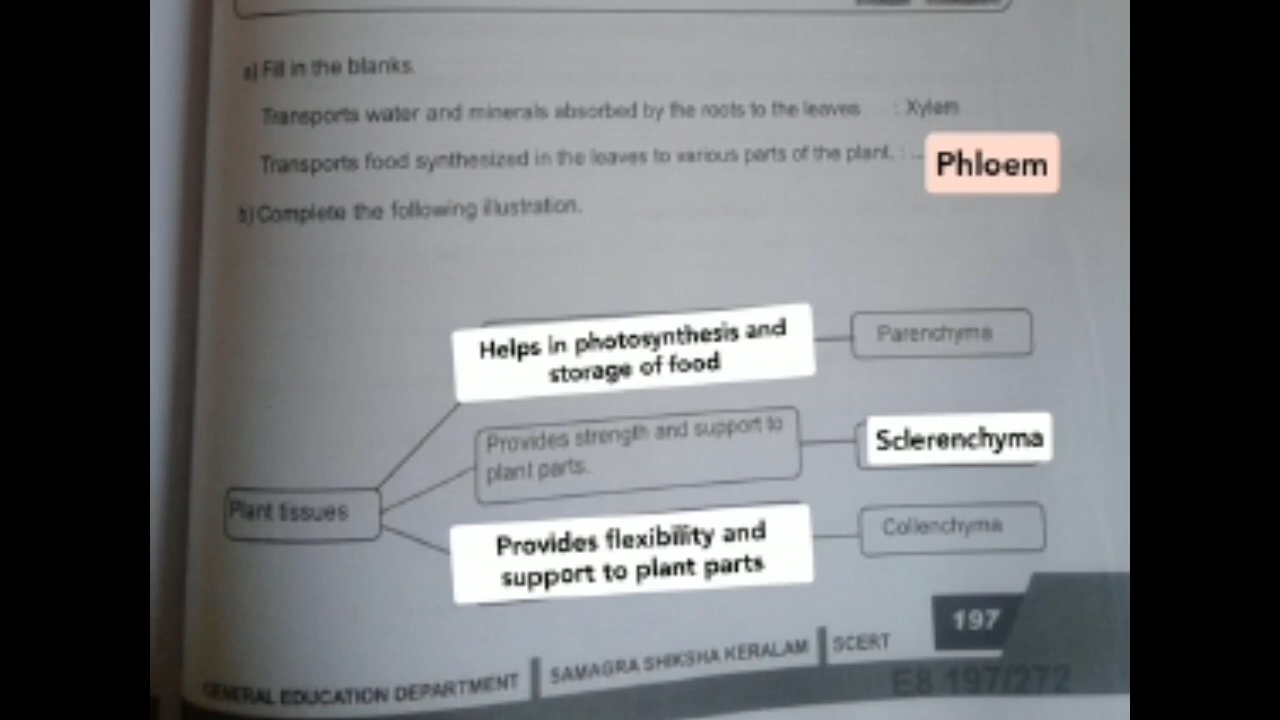 a) Fill in the blanks.
Transports water and minerals absorbed by the roots to the leaves : Xylem
Transports food synthesized in the leaves to various parts of the plant. : ..
Phloem
b) Complete the following illustration.
Helps in photosynthesis and
storage of food
Parenchyma
Provides strength and support to
plant parts.
Sclerenchyma
Plant tissues
Provides flexibility and
support to plant parts
Collenchyma
197
GENERAL EDUCATION DEPARTMENT SAMAGRA SHIKSHA KERALAM SCERT
E8 197/272